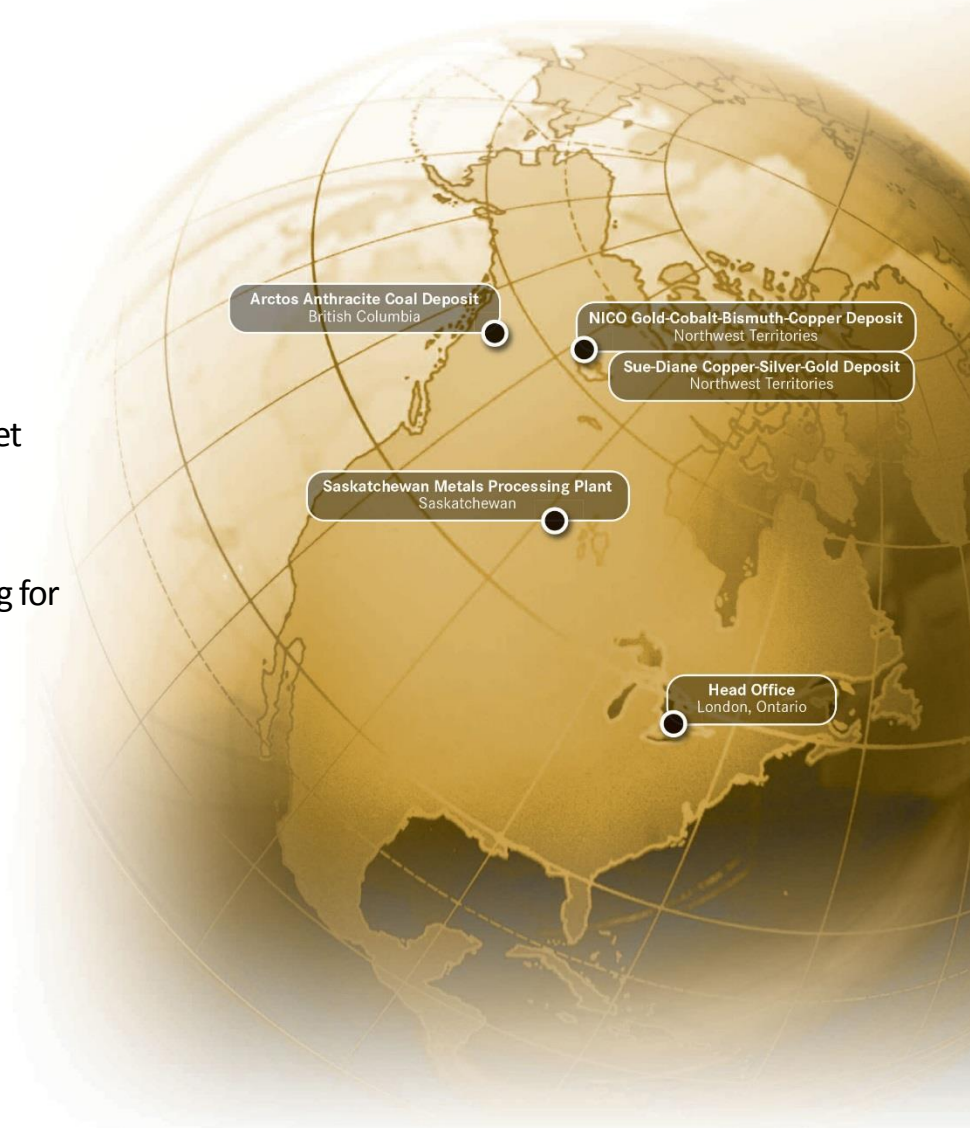 Arctos Anthracite Coal Deposit
British Columbia
NICO Gold-Cobalt-Bismuth-Copper Deposit
Northwest Territories
Sue-Diane Copper-Silver-Gold Deposit
Northwest Territories
et
Saskatchewan Metals Processing Plant
Saskatchewan
g for
Head Office
London, Ontario